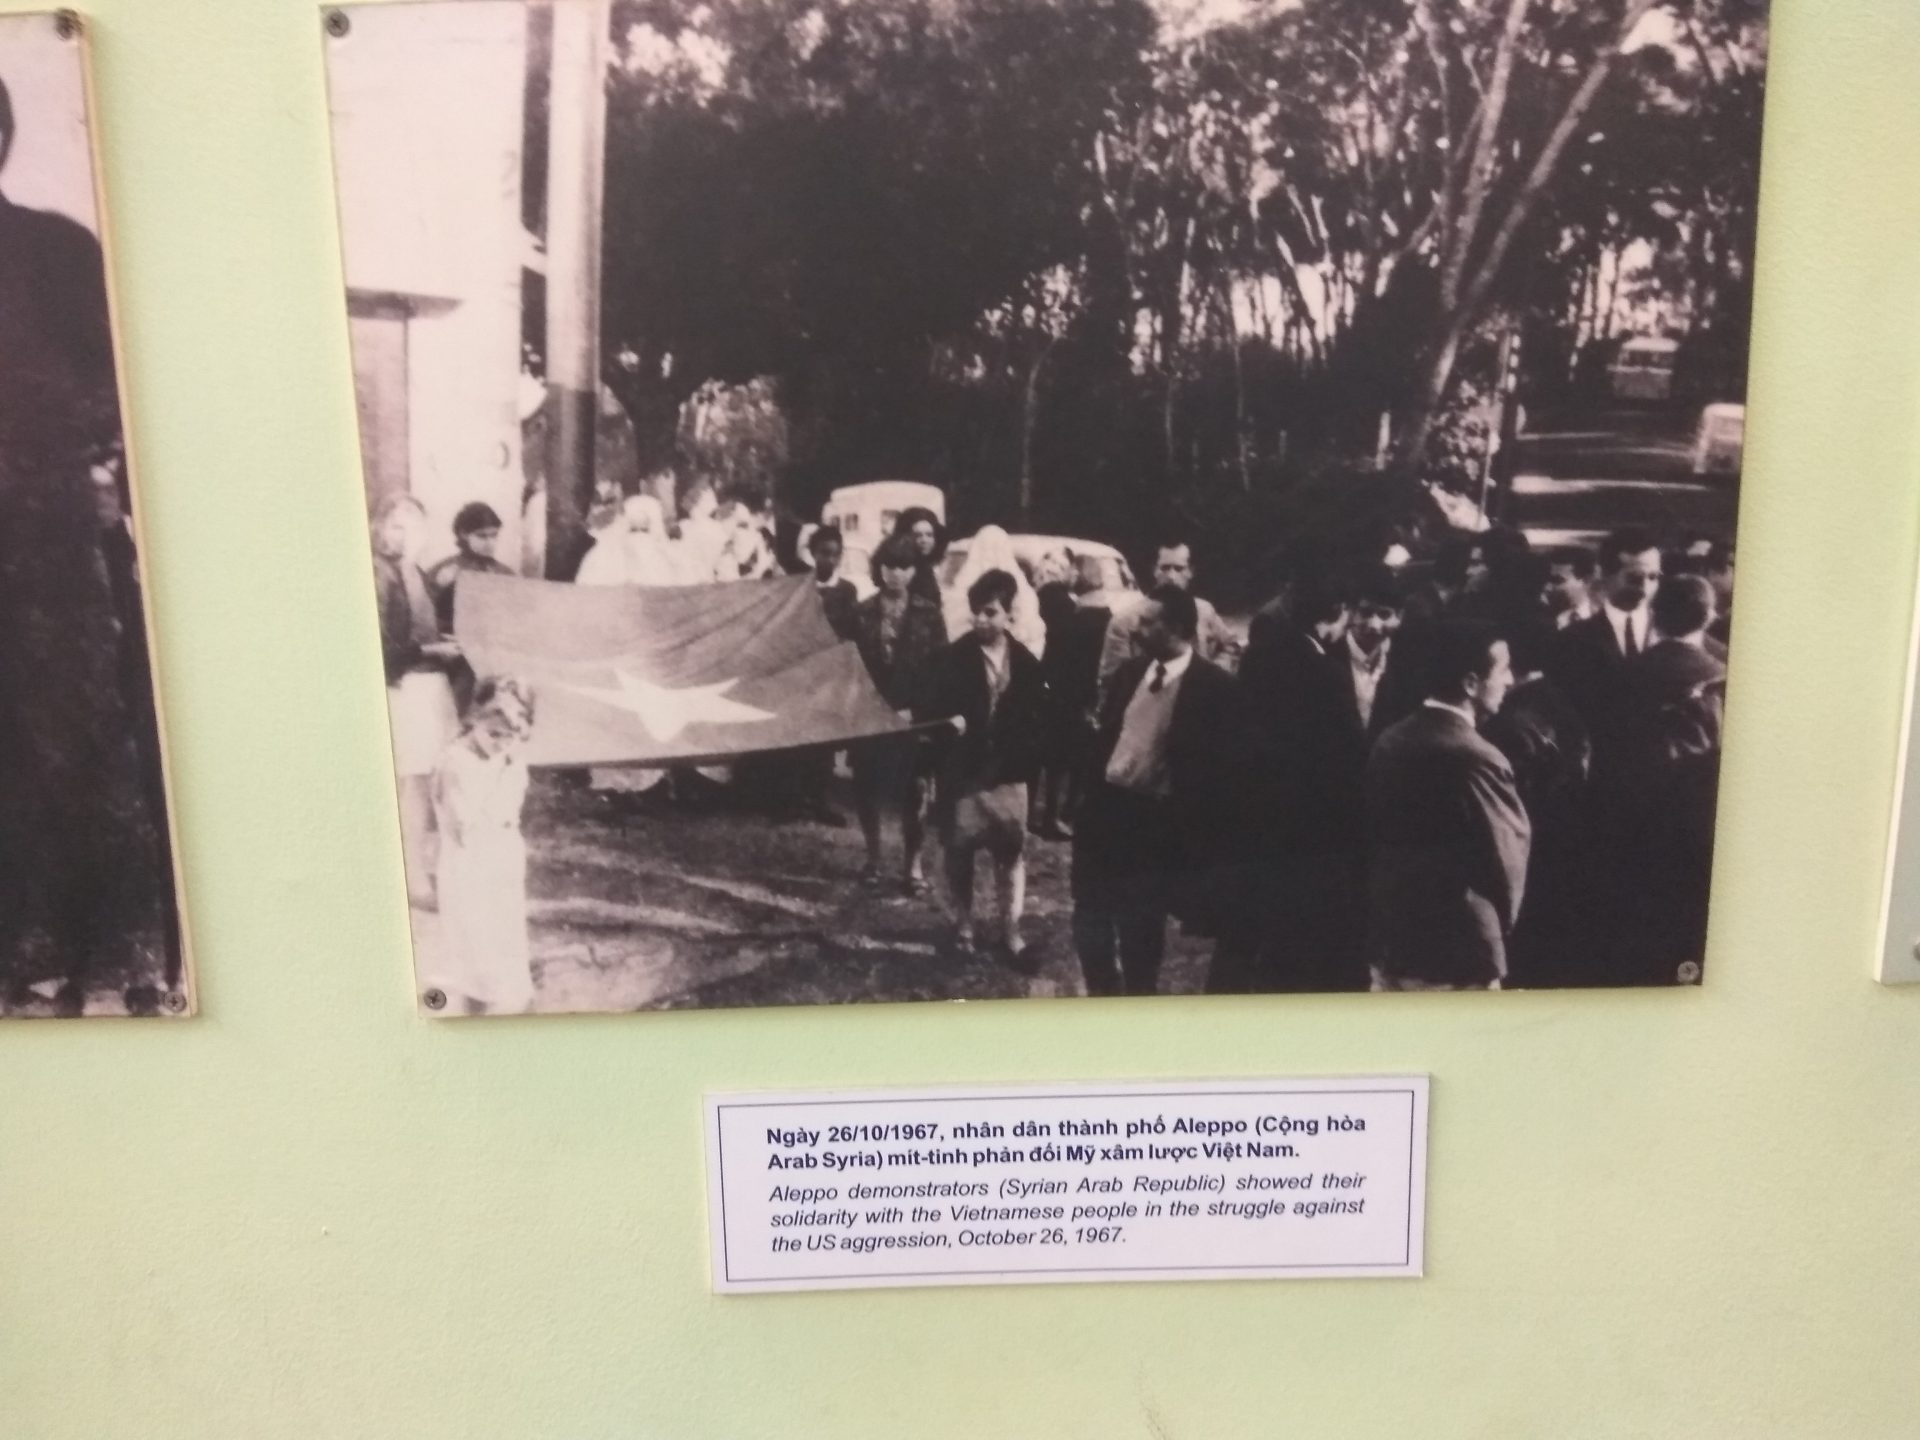 Ngày 26/10/1967, nhân dân thành phố Aleppo (Cộng hòa
Arab Syria) mít-tinh phản đối Mỹ xâm lược Việt Nam.
Aleppo demonstrators (Syrian Arab Republic) showed their
solidarity with the Vietnamese people in the struggle against
the US aggression, October 26, 1967.